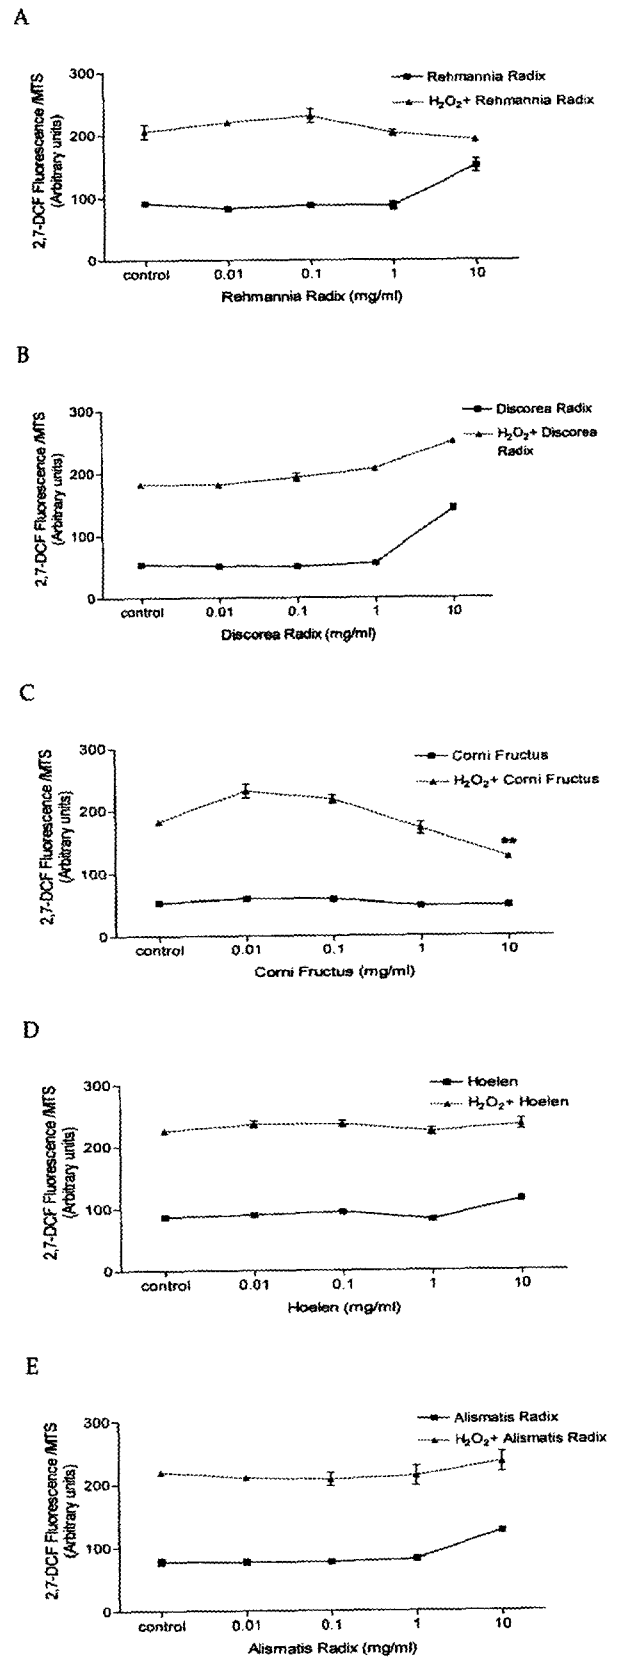 A
300
200
100
0
2,7-DCF Fluorescence /MTS
(Arbitrary units)
Rehmannia Radix
H₂O₂+ Rehmannia Radix
control 0.01 0.1 1 10
Rehmannia Radix (mg/ml)
B
300
200
100
0
2,7-DCF Fluorescence /MTS
(Arbitrary units)
Discorea Radix
H₂O₂+ Discorea
Radix
control 0.01 0.1 1 10
Discorea Radix (mg/ml)
C
300
200
100
0
2,7-DCF Fluorescence /MTS
(Arbitrary units)
Corni Fructus
H₂O₂+ Corni Fructus
**
control 0.01 0.1 1 10
Corni Fructus (mg/ml)
D
300
200
100
0
2,7-DCF Fluorescence /MTS
(Arbitrary units)
Hoelen
H₂O₂+ Hoelen
control 0.01 0.1 1 10
Hoelen (mg/ml)
E
300
200
100
0
2,7-DCF Fluorescence /MTS
(Arbitrary units)
Alismatis Radix
H₂O₂+ Alismatis Radix
control 0.01 0.1 1 10
Alismatis Radix (mg/ml)